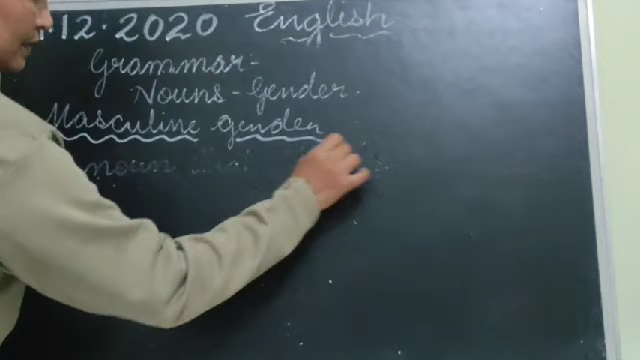 .12.2020 English
Grammar-
Nouns-Gender.
Masculine gender
noun